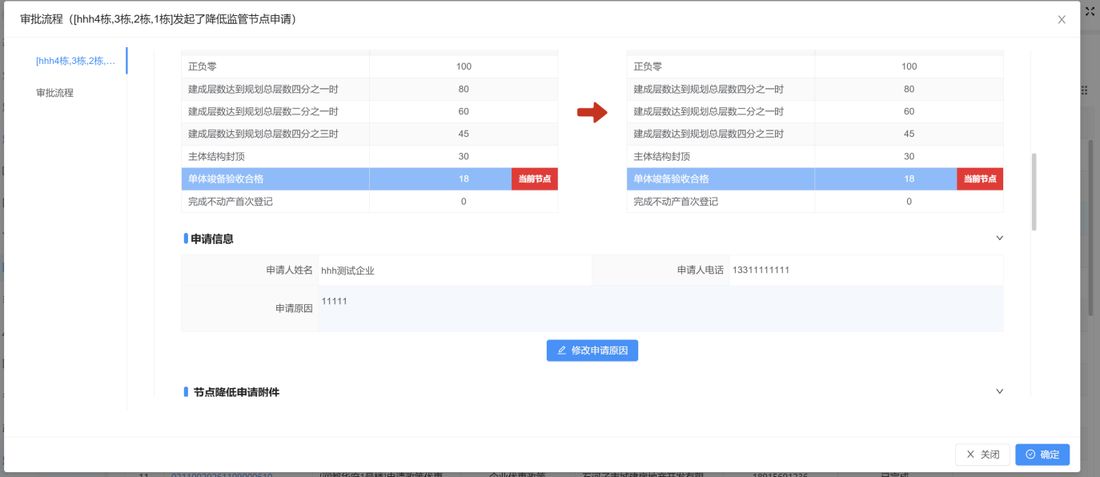 审批流程（[hhh4栋,3栋,2栋,1栋]发起了降低监管节点申请）
[hhh4栋,3栋,2栋,...
审批流程
正负零 100 正负零 100
建成层数达到规划总层数四分之一时 80 建成层数达到规划总层数四分之一时 80
建成层数达到规划总层数二分之一时 60 建成层数达到规划总层数二分之一时 60
建成层数达到规划总层数四分之三时 45 建成层数达到规划总层数四分之三时 45
主体结构封顶 30 主体结构封顶 30
单体竣备验收合格 18 当前节点 单体竣备验收合格 18 当前节点
完成不动产首次登记 0 完成不动产首次登记 0
申请信息
申请人姓名 hhh测试企业 申请人电话 13311111111
申请原因 11111
修改申请原因
节点降低申请附件
关闭 确定